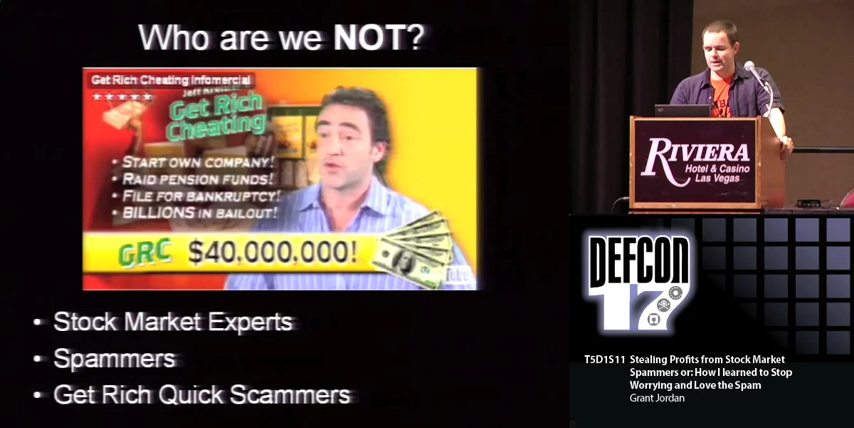 Who are we NOT?
Get Rich Cheating Infomercial
Get Rich
Cheating
• START OWN COMPANY!
• RAID PENSION FUNDS!
• FILE FOR BANKRUPTCY!
• BILLIONS IN BAILOUT!
GRC $40,000,000!
• Stock Market Experts
• Spammers
• Get Rich Quick Scammers
RIVIERA
Hotel & Casino
Las Vegas
DEFCON
17
T5D1S11 Stealing Profits from Stock Market
Spammers or: How I learned to Stop
Worrying and Love the Spam
Grant Jordan